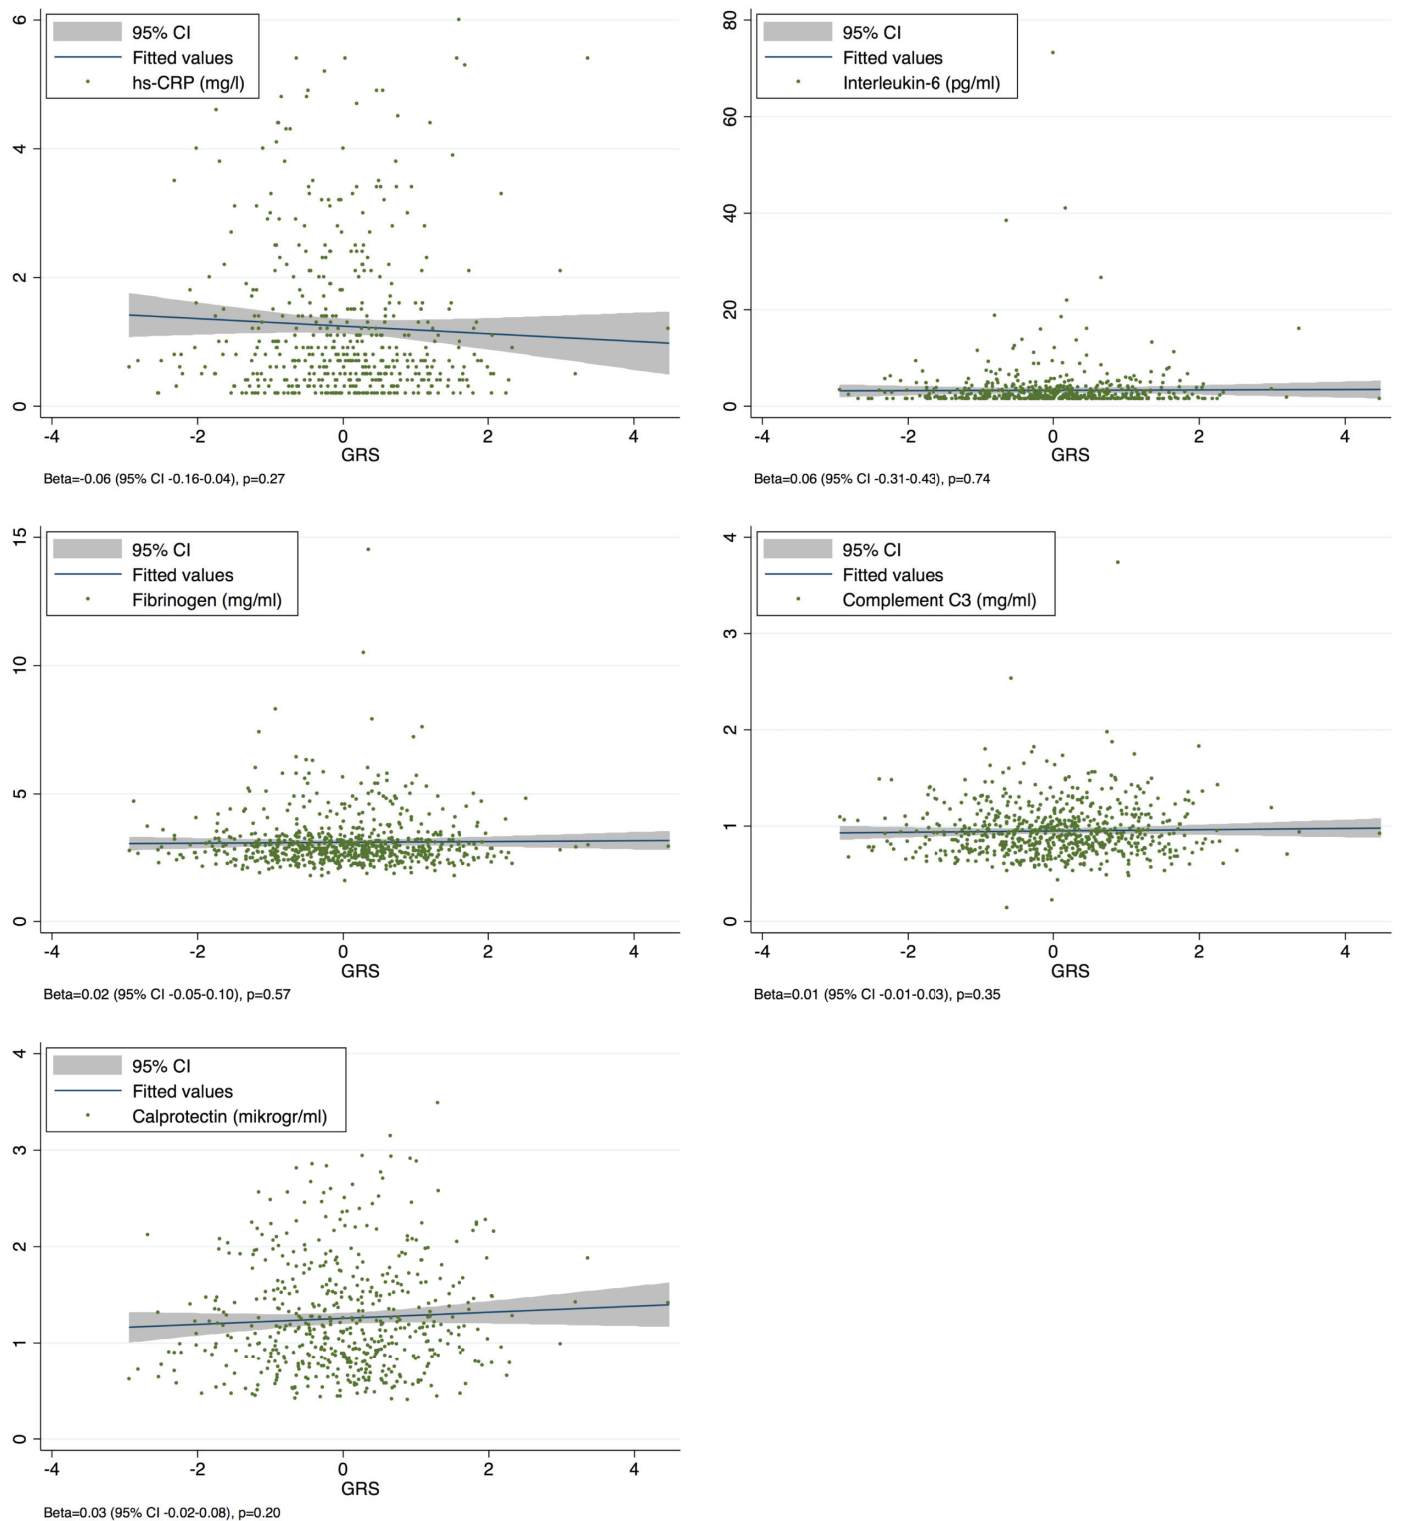 95% CI
Fitted values
hs-CRP (mg/l)
6
4
2
0
-4 -2 0 2 4
GRS
Beta=-0.06 (95% CI -0.16-0.04), p=0.27
95% CI
Fitted values
Interleukin-6 (pg/ml)
80
60
40
20
0
-4 -2 0 2 4
GRS
Beta=0.06 (95% CI -0.31-0.43), p=0.74
95% CI
Fitted values
Fibrinogen (mg/ml)
15
10
5
0
-4 -2 0 2 4
GRS
Beta=0.02 (95% CI -0.05-0.10), p=0.57
95% CI
Fitted values
Complement C3 (mg/ml)
4
3
2
1
0
-4 -2 0 2 4
GRS
Beta=0.01 (95% CI -0.01-0.03), p=0.35
95% CI
Fitted values
Calprotectin (mikrogr/ml)
4
3
2
1
0
-4 -2 0 2 4
GRS
Beta=0.03 (95% CI -0.02-0.08), p=0.20